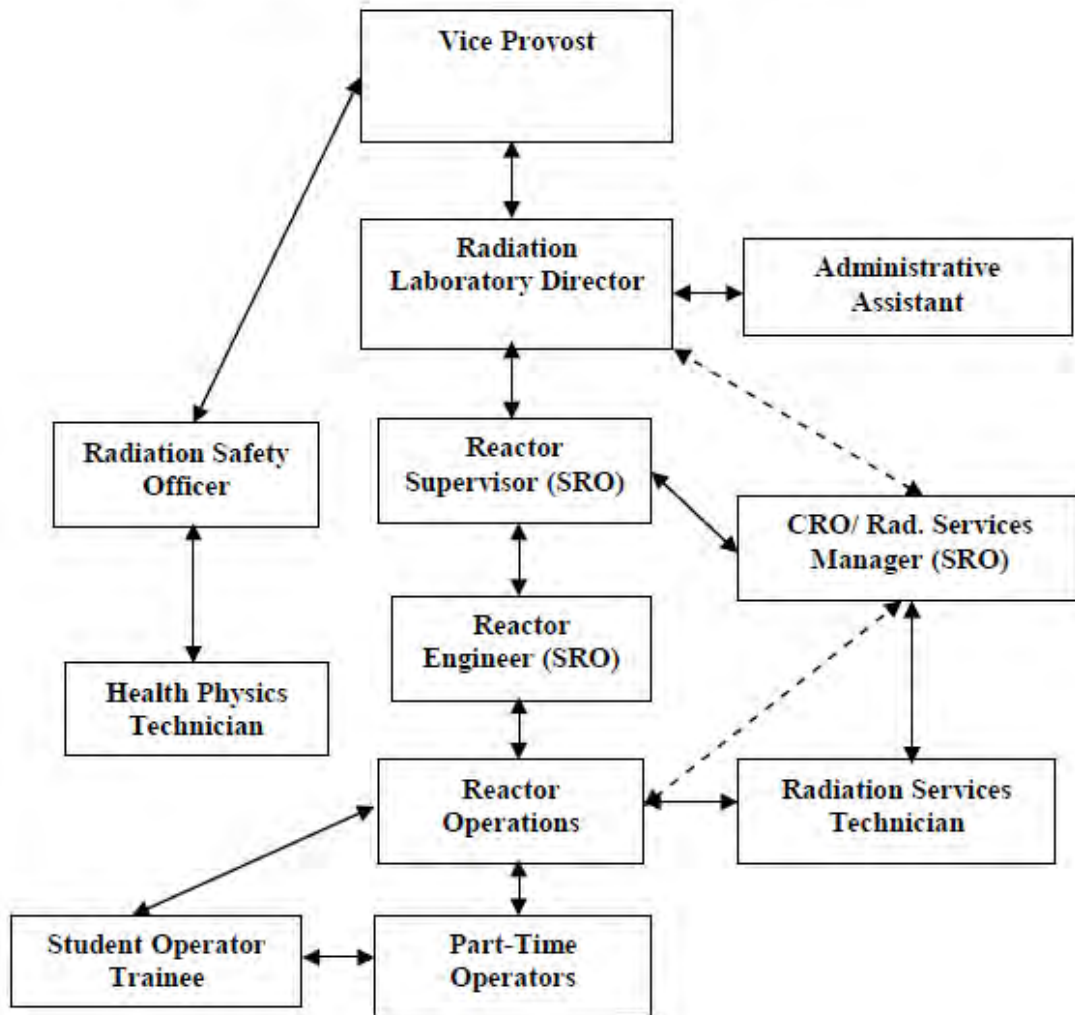 Vice Provost
Radiation
Laboratory Director
Administrative
Assistant
Radiation Safety
Officer
Reactor
Supervisor (SRO)
CRO/ Rad. Services
Manager (SRO)
Reactor
Engineer (SRO)
Health Physics
Technician
Reactor
Operations
Radiation Services
Technician
Student Operator
Trainee
Part-Time
Operators